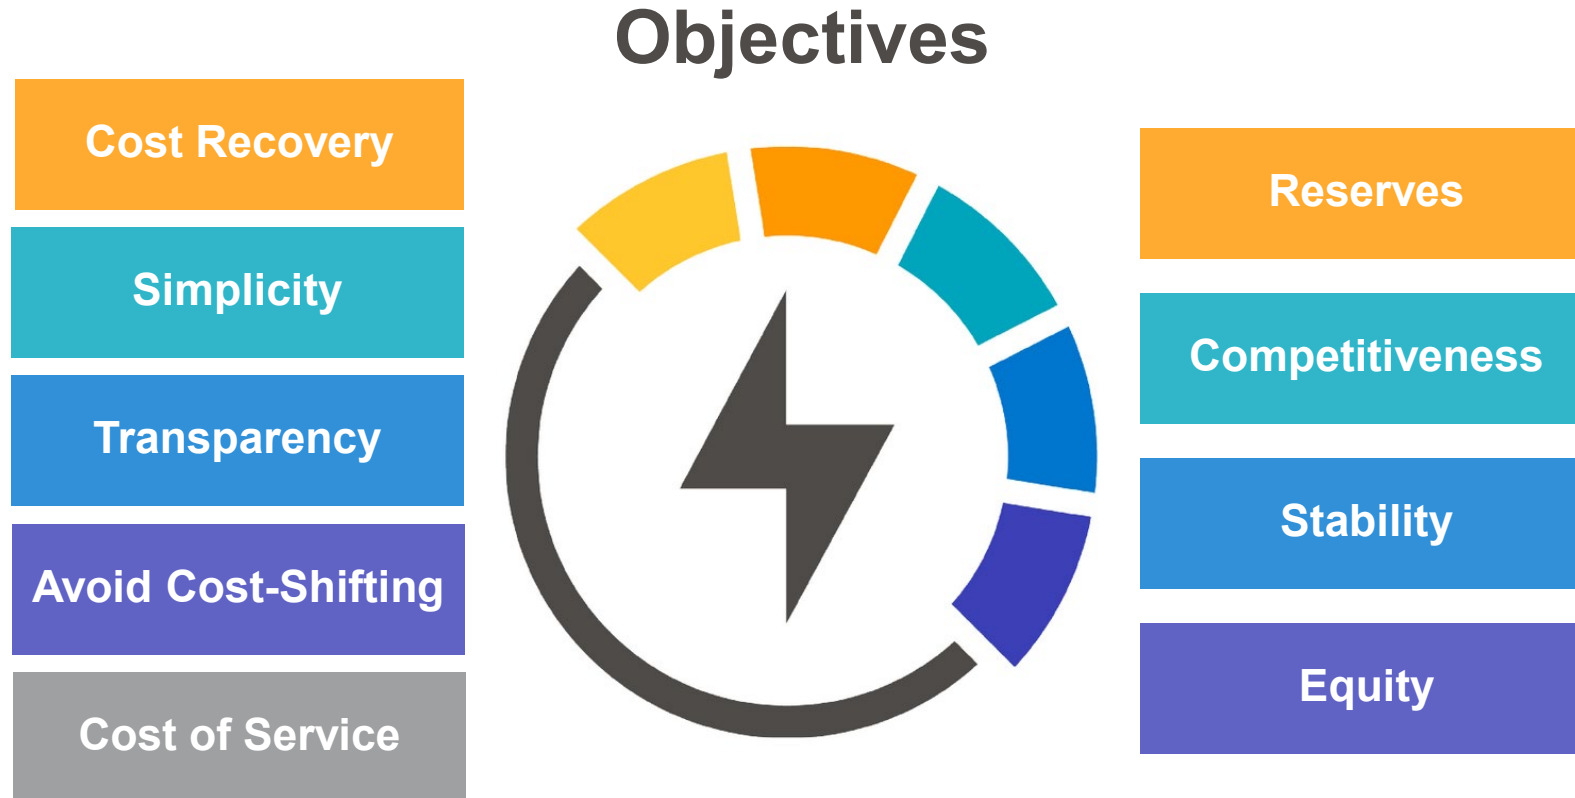 Objectives
Cost Recovery
Simplicity
Transparency
Avoid Cost-Shifting
Cost of Service
Reserves
Competitiveness
Stability
Equity